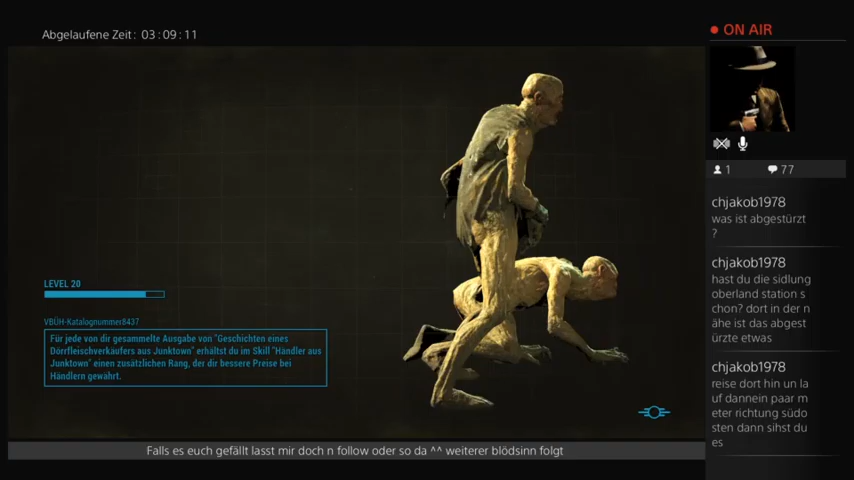 Abgelaufene Zeit: 03:09:11
ON AIR
1
77
chjakob1978
was ist abgestürzt
?
chjakob1978
hast du die sidlung
oberland station s
chon? dort in der n
ähe ist das abgest
ürzte etwas
chjakob1978
reise dort hin un la
uf dannein paar m
eter richtung südo
sten dann sihst du
es
LEVEL 20
VBÜH-Katalognummer8437
Für jede von dir gesammelte Ausgabe von "Geschichten eines
Dörrfleischverkäufers aus Junktown" erhältst du im Skill "Händler aus
Junktown" einen zusätzlichen Rang, der dir bessere Preise bei
Händlern gewährt.
Falls es euch gefällt lasst mir doch n follow oder so da ^^ weiterer blödsinn folgt